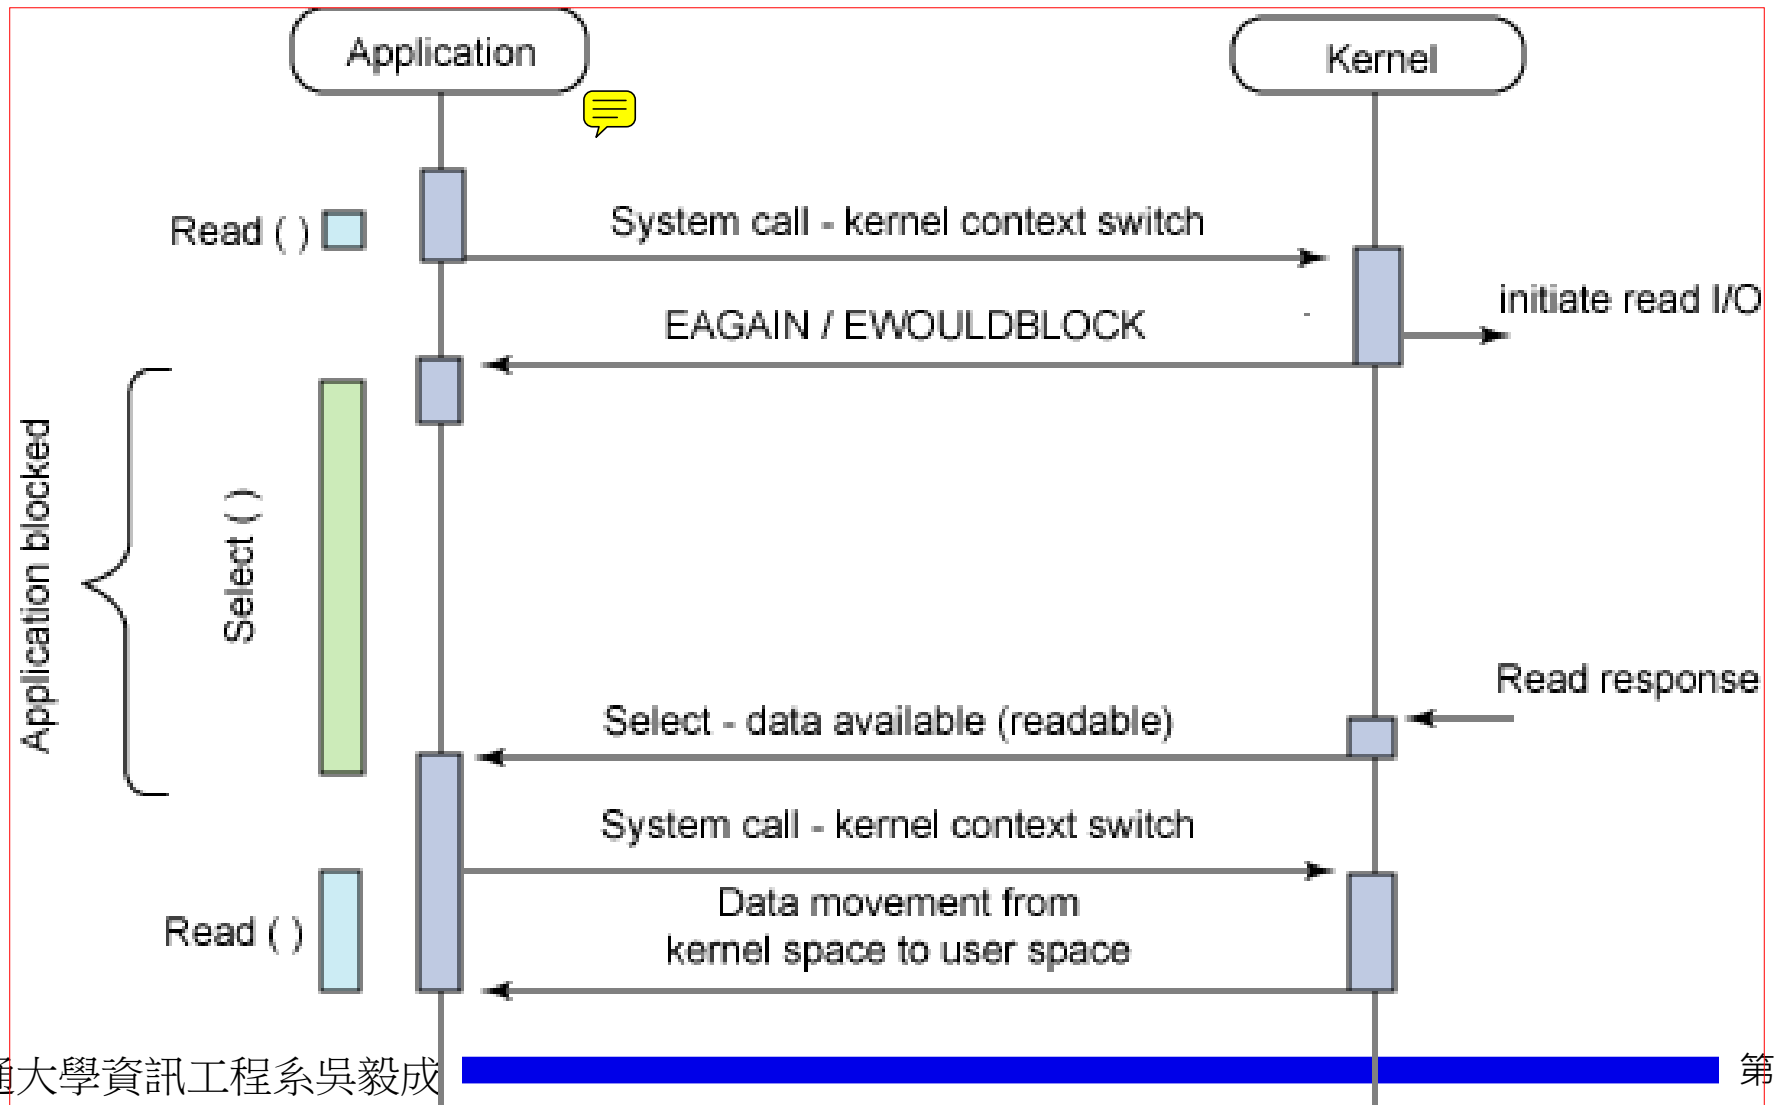 Application
Kernel
Read ( )
System call - kernel context switch
initiate read I/O
EAGAIN / EWOULDBLOCK
Application blocked
Select ( )
Read response
Select - data available (readable)
System call - kernel context switch
Read ( )
Data movement from
kernel space to user space
通大學資訊工程系吳毅成
第